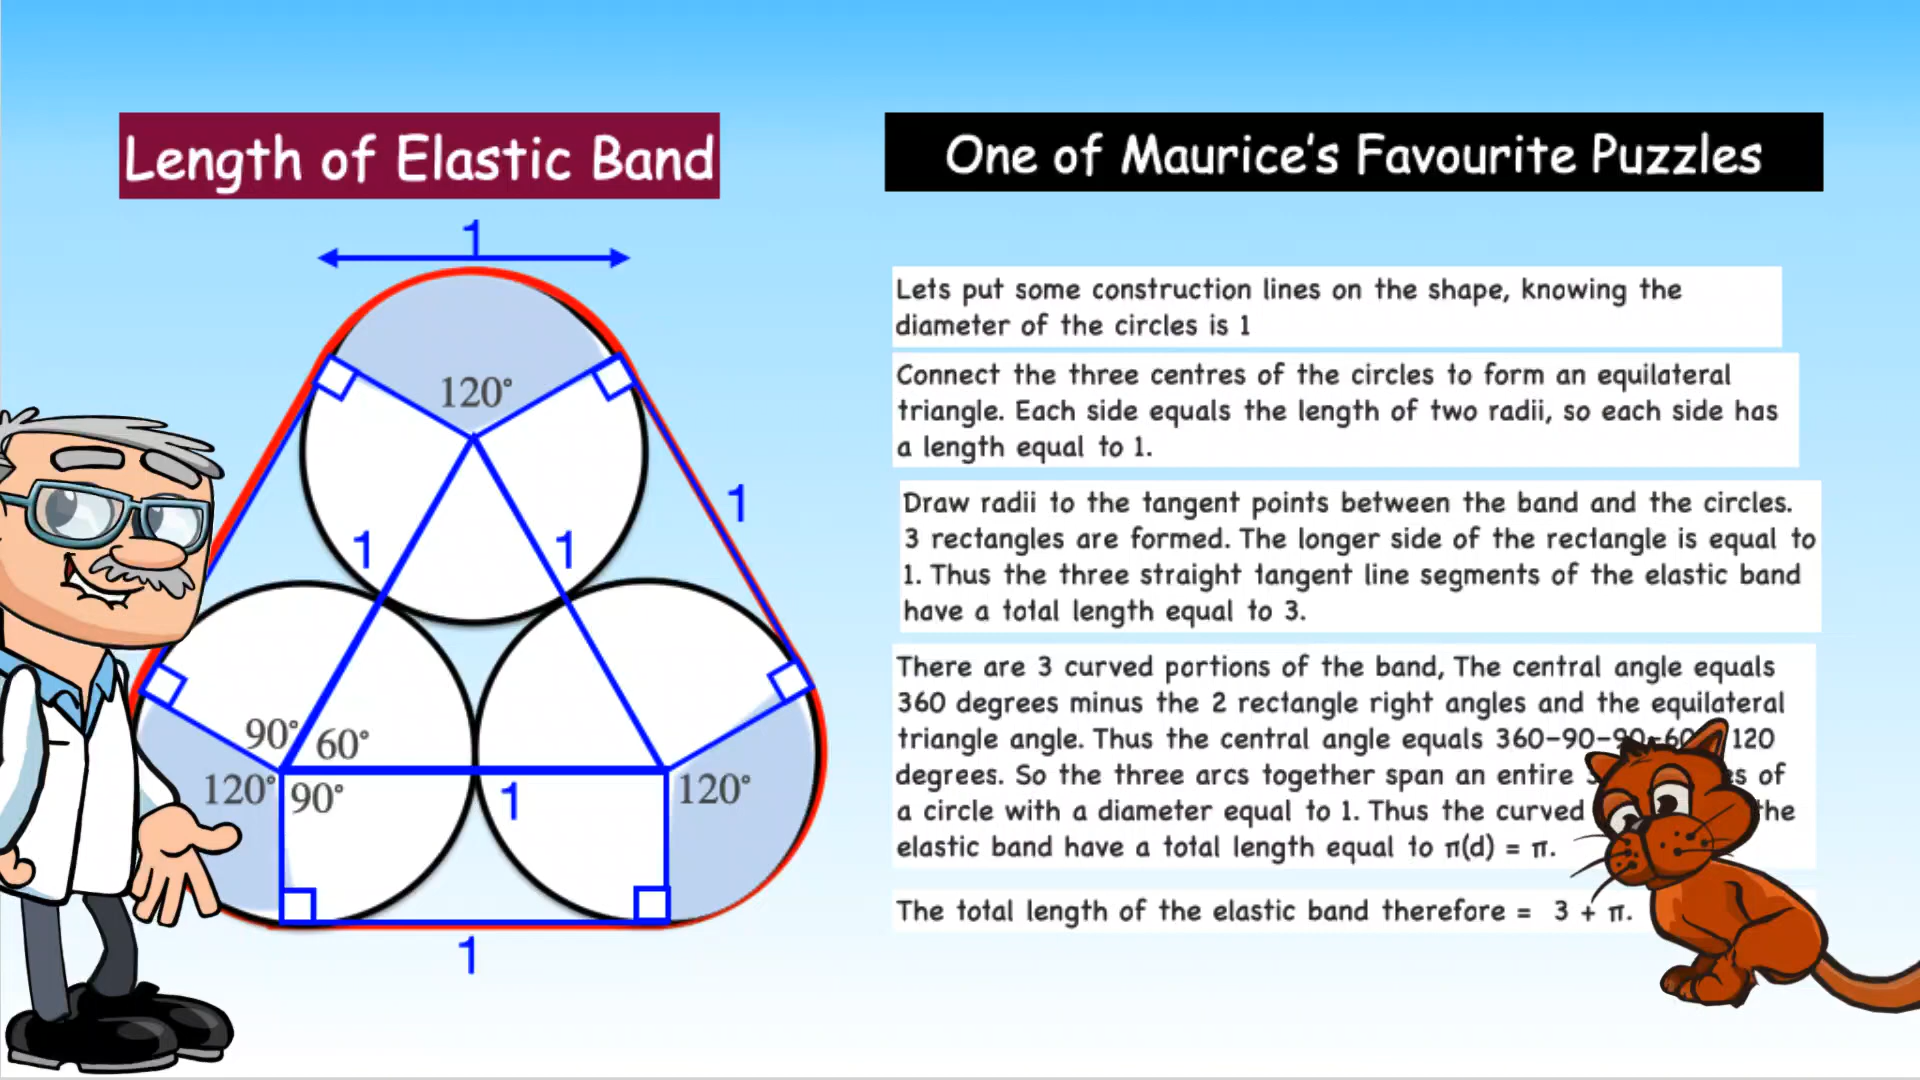 Length of Elastic Band
One of Maurice's Favourite Puzzles
1
120°
1
1
1
90°
60°
120°
90°
1
120°
1
Lets put some construction lines on the shape, knowing the
diameter of the circles is 1
Connect the three centres of the circles to form an equilateral
triangle. Each side equals the length of two radii, so each side has
a length equal to 1.
Draw radii to the tangent points between the band and the circles.
3 rectangles are formed. The longer side of the rectangle is equal to
1. Thus the three straight tangent line segments of the elastic band
have a total length equal to 3.
There are 3 curved portions of the band, The central angle equals
360 degrees minus the 2 rectangle right angles and the equilateral
triangle angle. Thus the central angle equals 360-90-90-60 120
degrees. So the three arcs together span an entire of
a circle with a diameter equal to 1. Thus the curved the
elastic band have a total length equal to π(d) = π.
The total length of the elastic band therefore = 3 + π.